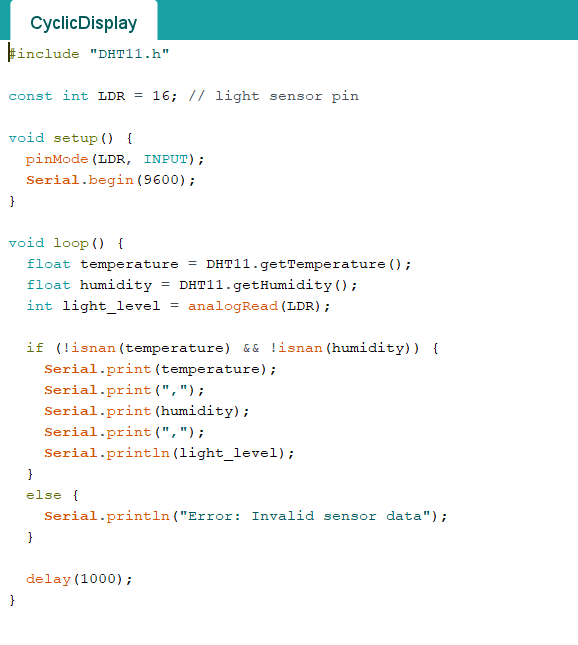 CyclicDisplay
#include "DHT11.h"
const int LDR = 16; // light sensor pin
void setup() {
  pinMode(LDR, INPUT);
  Serial.begin(9600);
}
void loop() {
  float temperature = DHT11.getTemperature();
  float humidity = DHT11.getHumidity();
  int light_level = analogRead(LDR);
  if (!isnan(temperature) && !isnan(humidity)) {
    Serial.print(temperature);
    Serial.print(",");
    Serial.print(humidity);
    Serial.print(",");
    Serial.println(light_level);
  }
  else {
    Serial.println("Error: Invalid sensor data");
  }
  delay(1000);
}